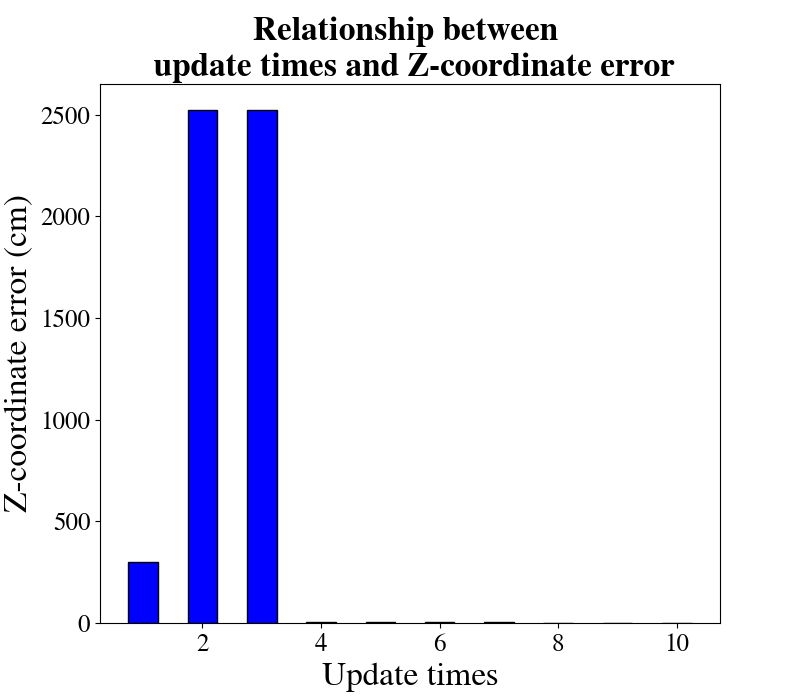 Relationship between
update times and Z-coordinate error
2500
2000
1500
1000
500
0
Z-coordinate error (cm)
2 4 6 8 10
Update times